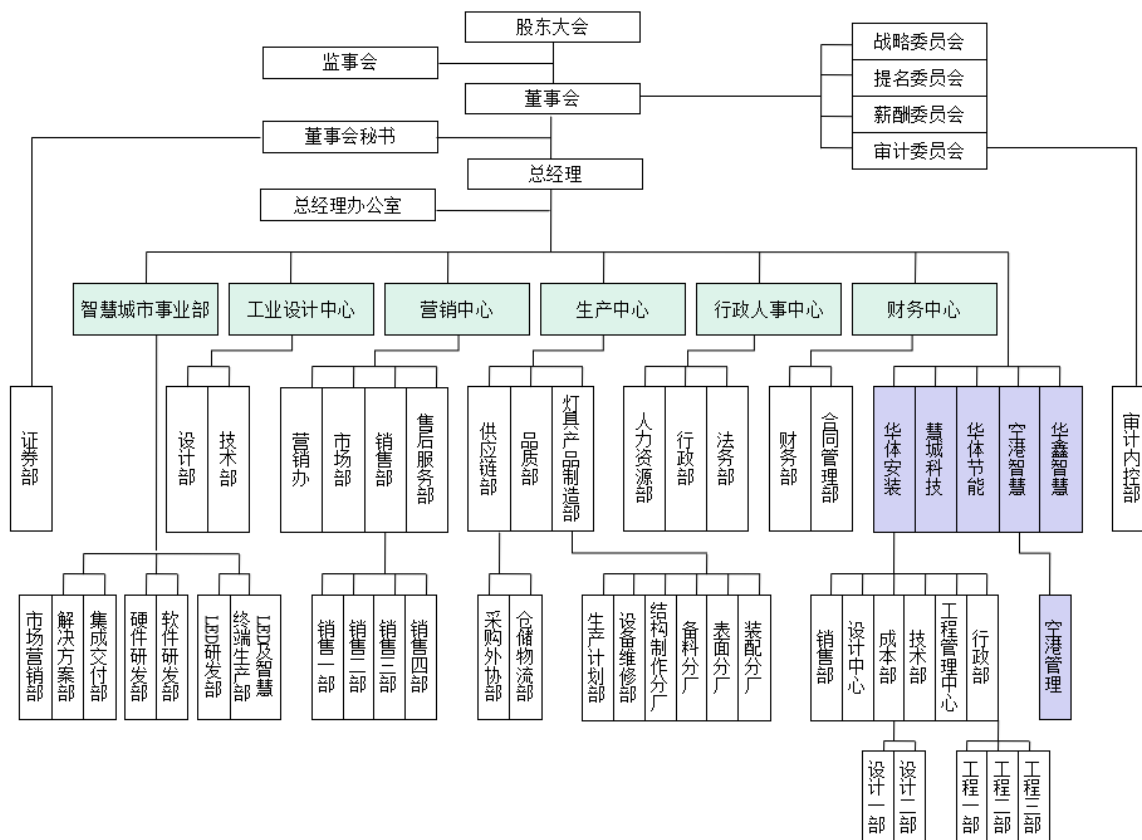 股东大会
监事会
董事会
战略委员会
提名委员会
薪酬委员会
审计委员会
董事会秘书
总经理
总经理办公室
智慧城市事业部
工业设计中心
营销中心
生产中心
行政人事中心
财务中心
证券部
设计部
技术部
营销办
市场部
销售部
售后服务部
供应链部
品质部
灯具产品制造部
人力资源部
行政部
法务部
财务部
合同管理部
华体安装
慧城科技
华体节能
空港智慧
华鑫智慧
审计内控部
市场营销部
解决方案部
集成交付部
硬件研发部
软件研发部
LED研发部
终端生产部
LED及智慧
销售一部
销售二部
销售三部
销售四部
采购外协部
仓储物流部
生产计划部
设备维修部
结构制作分厂
备料分厂
表面分厂
装配分厂
销售部
设计中心
成本部
技术部
工程管理中心
行政部
空港管理
设计一部
设计二部
工程一部
工程二部
工程三部